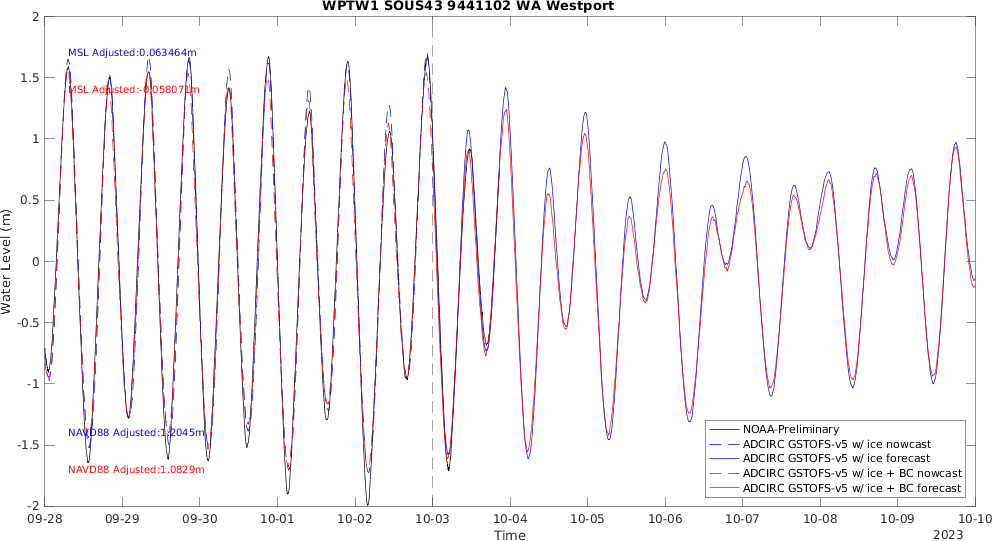 WPTW1 SOUS43 9441102 WA Westport
2
1.5
1
0.5
0
-0.5
-1
-1.5
-2
Water Level (m)
MSL Adjusted:0.063464m
MSL Adjusted:-0.058071m
NAVD88 Adjusted:1.2045m
NAVD88 Adjusted:1.0829m
NOAA-Preliminary
ADCIRC GSTOFS-v5 w/ ice nowcast
ADCIRC GSTOFS-v5 w/ ice forecast
ADCIRC GSTOFS-v5 w/ ice + BC nowcast
ADCIRC GSTOFS-v5 w/ ice + BC forecast
09-28 09-29 09-30 10-01 10-02 10-03 10-04 10-05 10-06 10-07 10-08 10-09 10-10
Time
2023